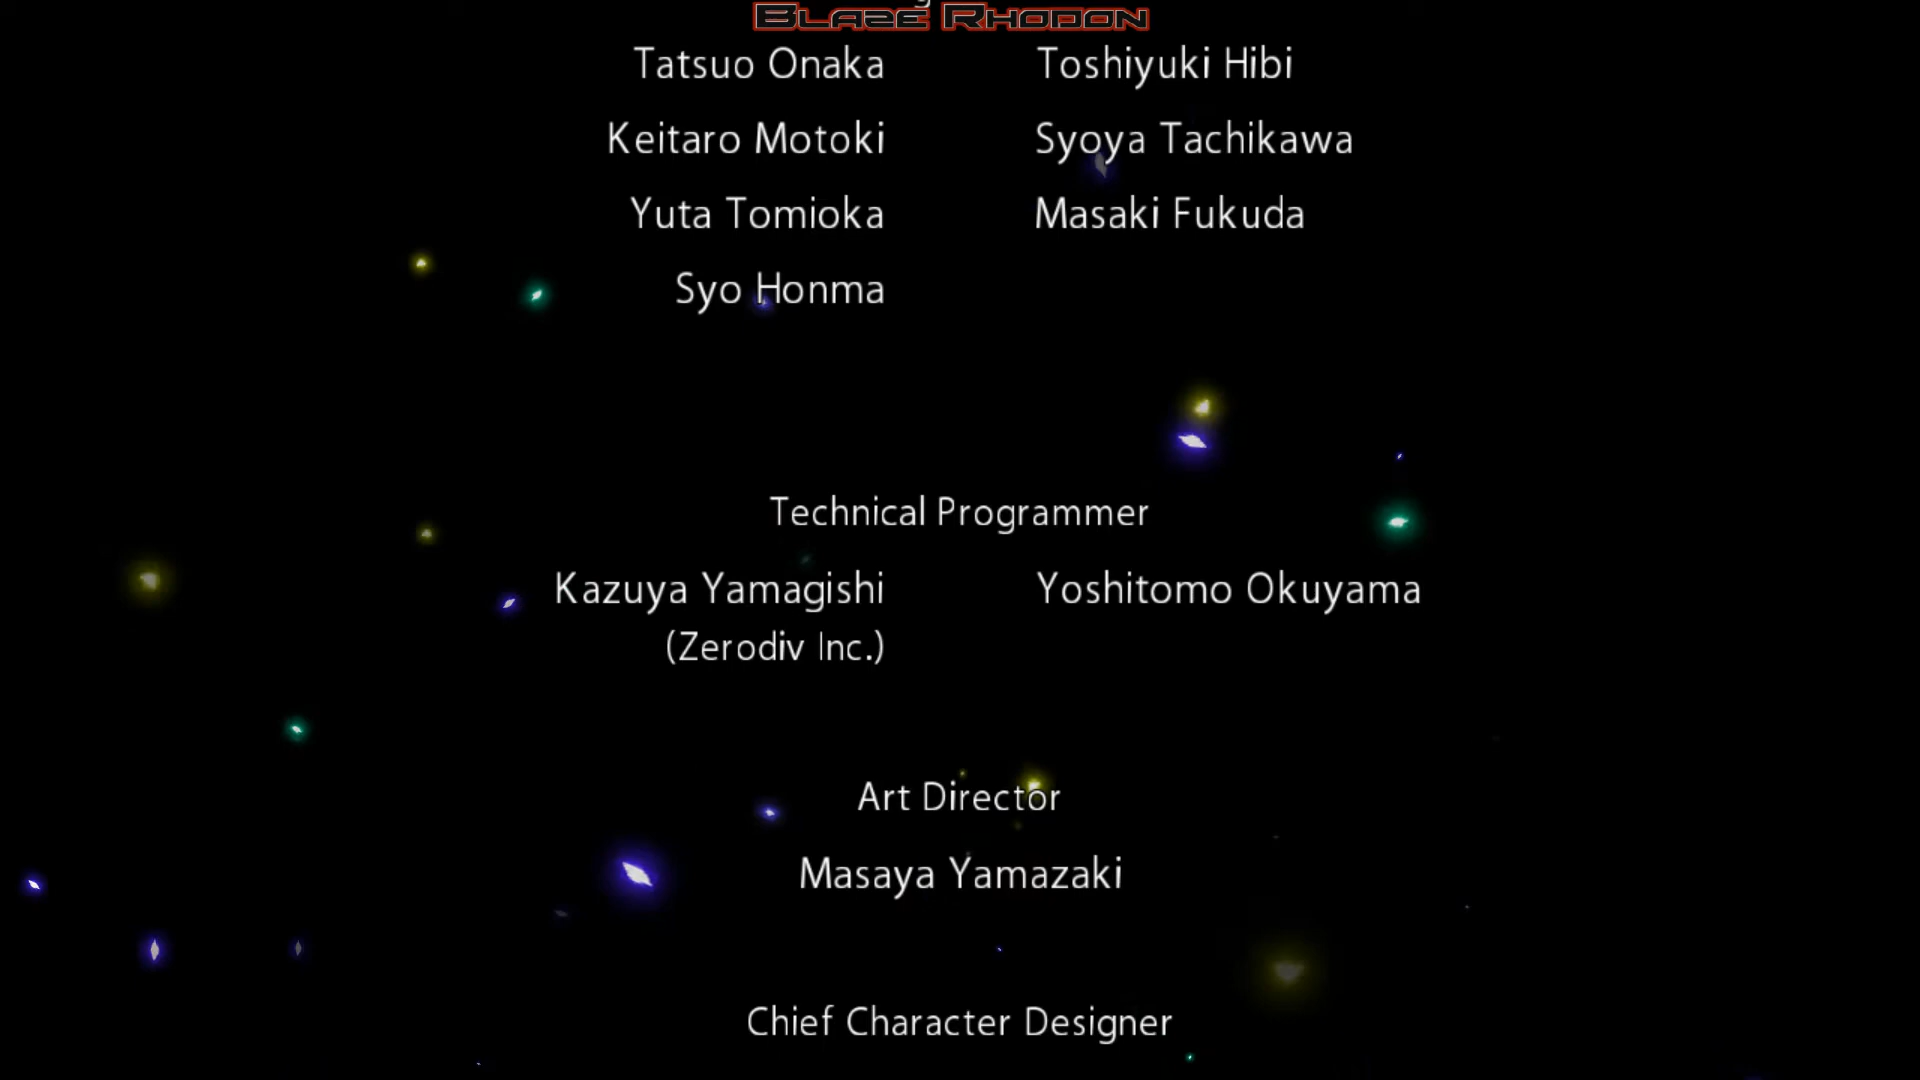 Blaze Rhodon
Tatsuo Onaka Toshiyuki Hibi
Keitaro Motoki Syoya Tachikawa
Yuta Tomioka Masaki Fukuda
Syo Honma
Technical Programmer
Kazuya Yamagishi Yoshitomo Okuyama
(Zerodiv Inc.)
Art Director
Masaya Yamazaki
Chief Character Designer